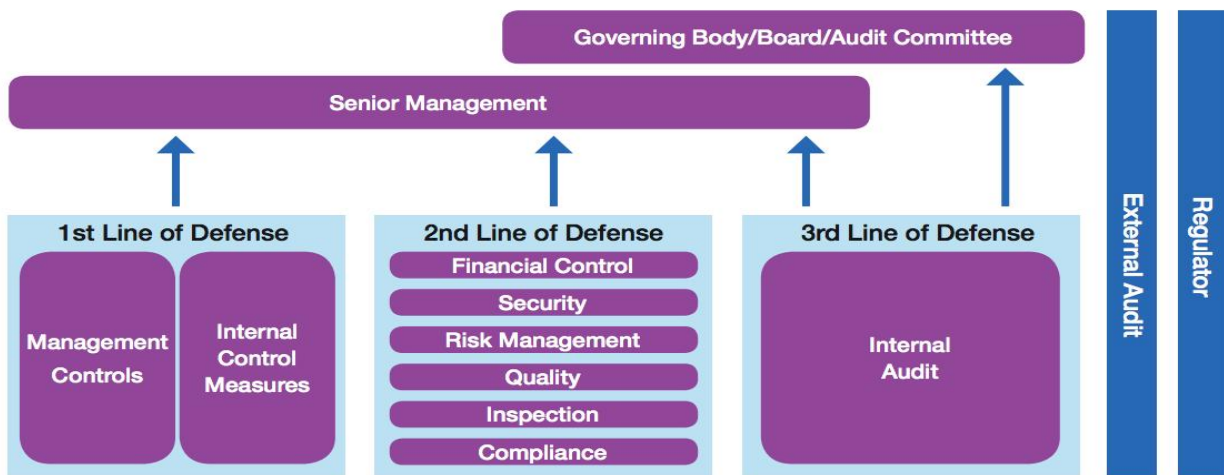 Governing Body/Board/Audit Committee
Senior Management
1st Line of Defense
Management
Controls
Internal
Control
Measures
2nd Line of Defense
Financial Control
Security
Risk Management
Quality
Inspection
Compliance
3rd Line of Defense
Internal
Audit
External Audit
Regulator